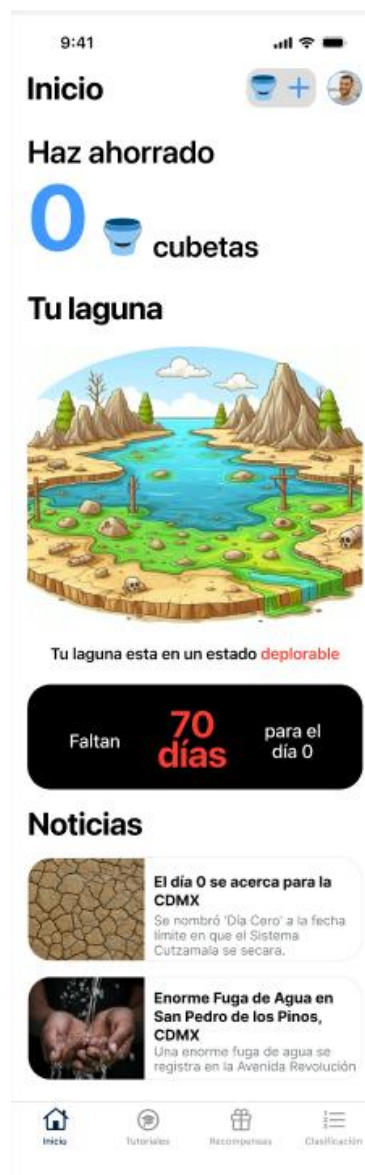 9:41
Inicio
Haz ahorrado
0 cubetas
Tu laguna
Tu laguna esta en un estado deplorable
Faltan 70 días para el día 0
Noticias
El día 0 se acerca para la
CDMX
Se nombró 'Día Cero' a la fecha
límite en que el Sistema
Cutzamala se secara.
Enorme Fuga de Agua en
San Pedro de los Pinos,
CDMX
Una enorme fuga de agua se
registra en la Avenida Revolución
Inicio Tutoriales Recompensas Clasificación